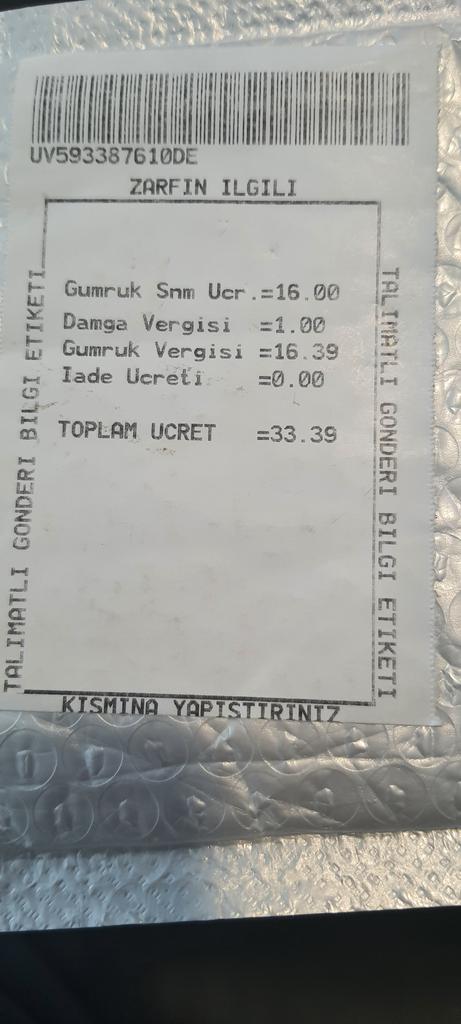 UV593387610DE
ZARFIN ILGILI
TALIMATLI GONDERI BILGI ETIKETI
Gumruk Snm Ucr.=16.00
Damga Vergisi =1.00
Gumruk Vergisi =16.39
Iade Ucreti =0.00
TOPLAM UCRET =33.39
TALIMATLI GONDERI BILGI ETIKETI
KISMINA YAPISTIRINIZ